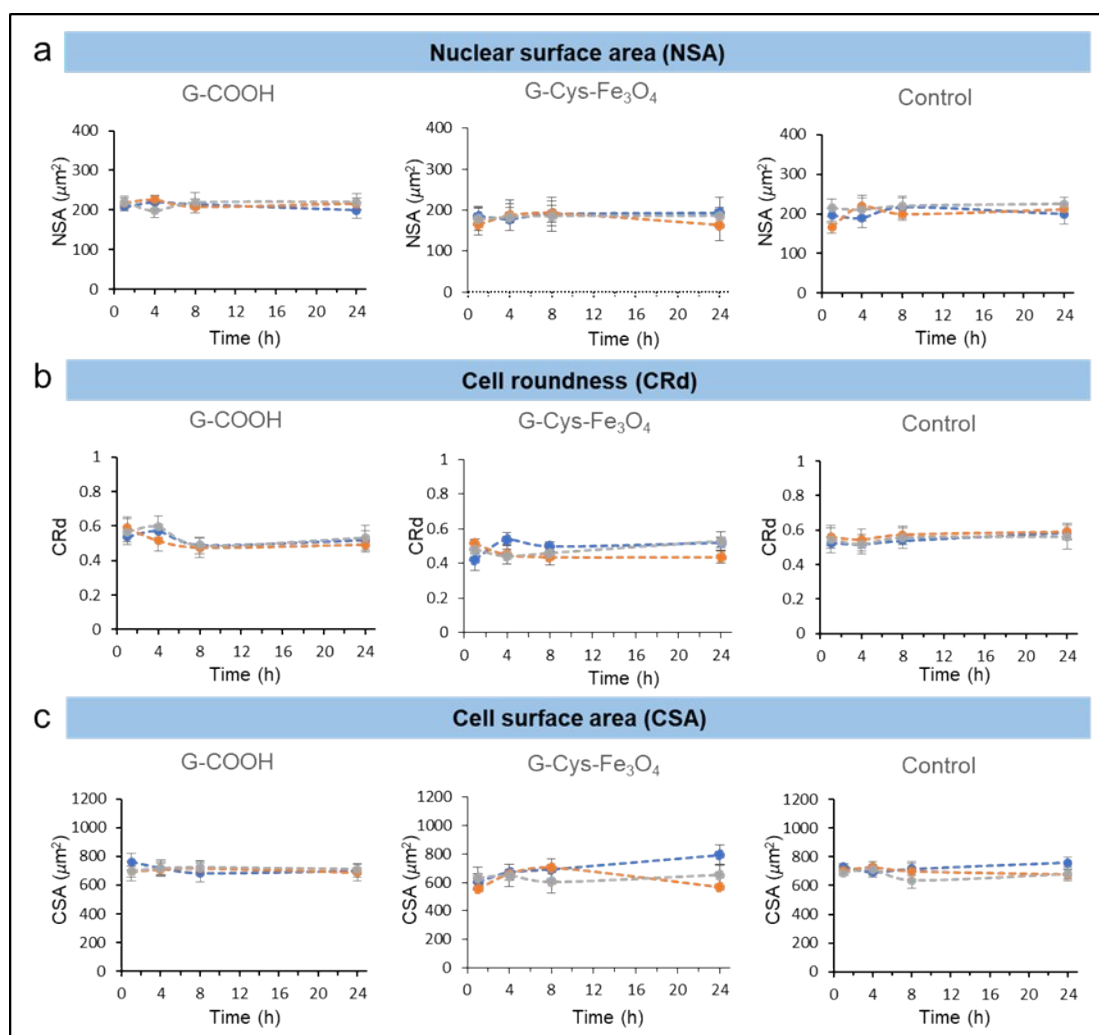 a
Nuclear surface area (NSA)
G-COOH
G-Cys-Fe₃O₄
Control
NSA (µm²)
400
300
200
100
0
0 4 8 12 16 20 24
Time (h)
NSA (µm²)
400
300
200
100
0
0 4 8 12 16 20 24
Time (h)
NSA (µm²)
400
300
200
100
0
0 4 8 12 16 20 24
Time (h)
b
Cell roundness (CRd)
G-COOH
G-Cys-Fe₃O₄
Control
CRd
1
0.8
0.6
0.4
0.2
0
0 4 8 12 16 20 24
Time (h)
CRd
1
0.8
0.6
0.4
0.2
0
0 4 8 12 16 20 24
Time (h)
CRd
1
0.8
0.6
0.4
0.2
0
0 4 8 12 16 20 24
Time (h)
c
Cell surface area (CSA)
G-COOH
G-Cys-Fe₃O₄
Control
CSA (µm²)
1200
1000
800
600
400
200
0
0 4 8 12 16 20 24
Time (h)
CSA (µm²)
1200
1000
800
600
400
200
0
0 4 8 12 16 20 24
Time (h)
CSA (µm²)
1200
1000
800
600
400
200
0
0 4 8 12 16 20 24
Time (h)